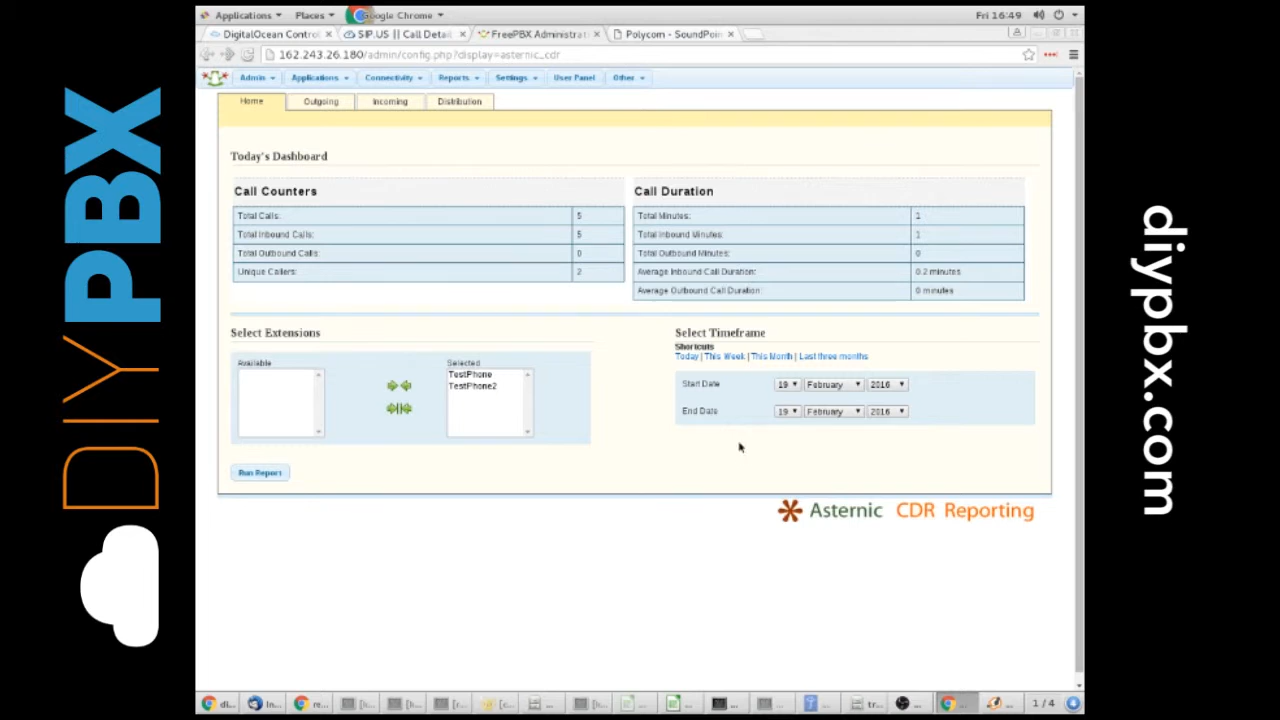 Applications Places Google Chrome Fri 16:49
DigitalOcean Control SIP.US || Call Detail FreePBX Administrat Polycom - SoundPoin
162.243.26.180/admin/config.php?display=asternic_cdr
Admin Applications Connectivity Reports Settings User Panel Other
Home Outgoing Incoming Distribution
Today's Dashboard
Call Counters
Total Calls: 5
Total Inbound Calls: 5
Total Outbound Calls: 0
Unique Callers: 2
Call Duration
Total Minutes: 1
Total Inbound Minutes: 1
Total Outbound Minutes: 0
Average Inbound Call Duration: 0.2 minutes
Average Outbound Call Duration: 0 minutes
Select Extensions
Available
Selected
TestPhone
TestPhone2
Select Timeframe
Shortcuts
Today | This Week | This Month | Last three months
Start Date 19 February 2016
End Date 19 February 2016
Run Report
Asternic CDR Reporting
1 / 4
4
DIYPBX
diypbx.com